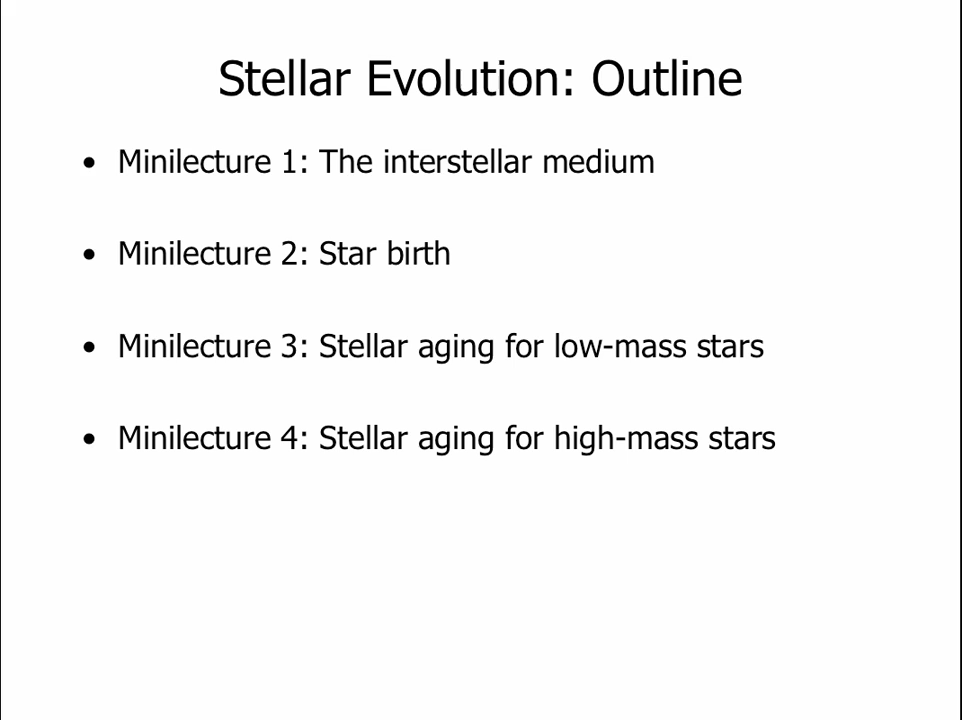 Stellar Evolution: Outline
• Minilecture 1: The interstellar medium
• Minilecture 2: Star birth
• Minilecture 3: Stellar aging for low-mass stars
• Minilecture 4: Stellar aging for high-mass stars